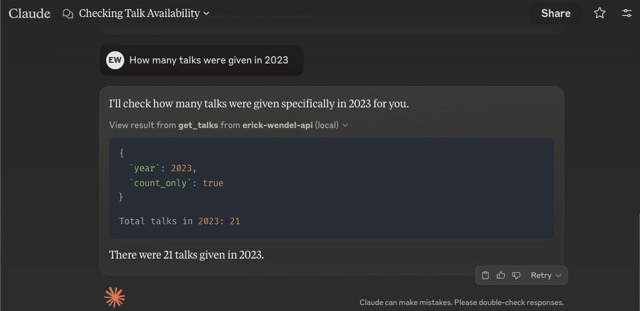 Claude Checking Talk Availability Share
EW How many talks were given in 2023
I'll check how many talks were given specifically in 2023 for you.
View result from get_talks from erick-wendel-api (local)
{
`year`: 2023,
`count_only`: true
}
Total talks in 2023: 21
There were 21 talks given in 2023.
Retry
Claude can make mistakes. Please double-check responses.